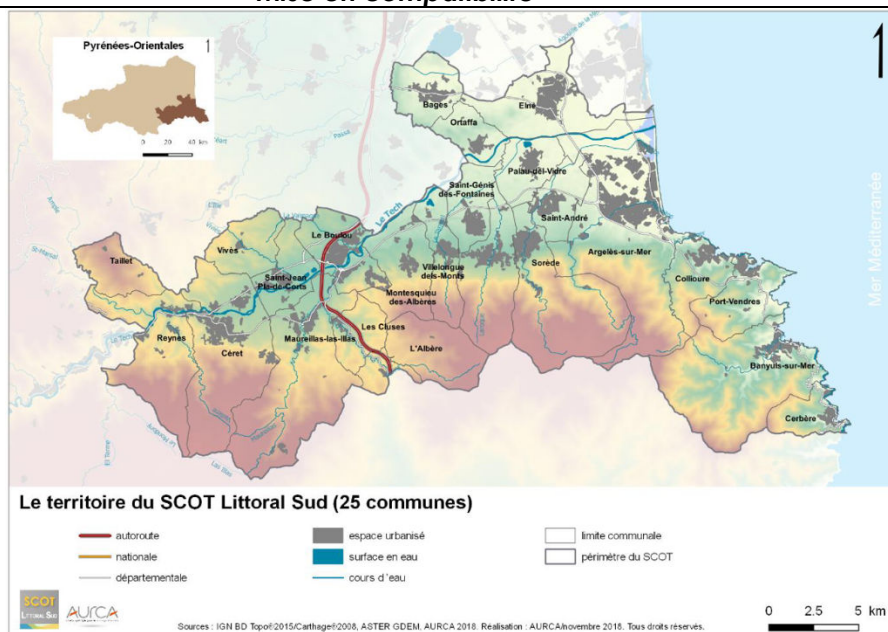 mise en compatibilité
Pyrénées-Orientales
0 20 40 km
Bages
Elne
Ortaffa
Palau-del-Vidre
Le Tech
Saint-Génis
des-Fontaines
Saint-André
Le Boulou
Vivès
Taillet
Saint-Jean
Pla-de-Corts
Villelongue
dels-Monts
Sorède
Argelès-sur-Mer
Collioure
Montesquieu
des-Albères
Port-Vendres
Les Cluses
Reynès
Céret
Maureillas-las-Illas
L'Albère
Banyuls-sur-Mer
Cerbère
Mer Méditerranée
Le territoire du SCOT Littoral Sud (25 communes)
autoroute
espace urbanisé
limite communale
nationale
surface en eau
périmètre du SCOT
départementale
cours d'eau
SCOT
LITTORAL SUD
AURCA
Sources : IGN BD Topo®2015/Carthage®2008, ASTER GDEM, AURCA 2018. Réalisation : AURCA/novembre 2018. Tous droits réservés.
0 2.5 5 km